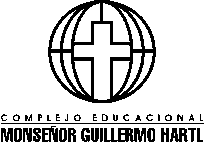 COMPLEJO EDUCACIONAL
MONSEÑOR GUILLERMO HARTL